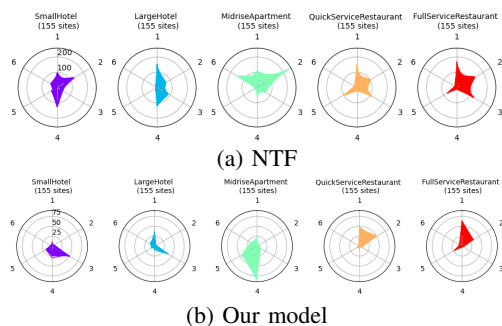 SmallHotel LargeHotel MidriseApartment QuickServiceRestaurant FullServiceRestaurant
(155 sites) (155 sites) (155 sites) (155 sites) (155 sites)
1 1 1 1 1
200
6 2 6 2 6 2 6 2 6 2
100
5 3 5 3 5 3 5 3 5 3
4 4 4 4 4
(a) NTF
SmallHotel LargeHotel MidriseApartment QuickServiceRestaurant FullServiceRestaurant
(155 sites) (155 sites) (155 sites) (155 sites) (155 sites)
1 1 1 1 1
75
6 2 6 2 6 2 6 2 6 2
50
25
5 3 5 3 5 3 5 3 5 3
4 4 4 4 4
(b) Our model